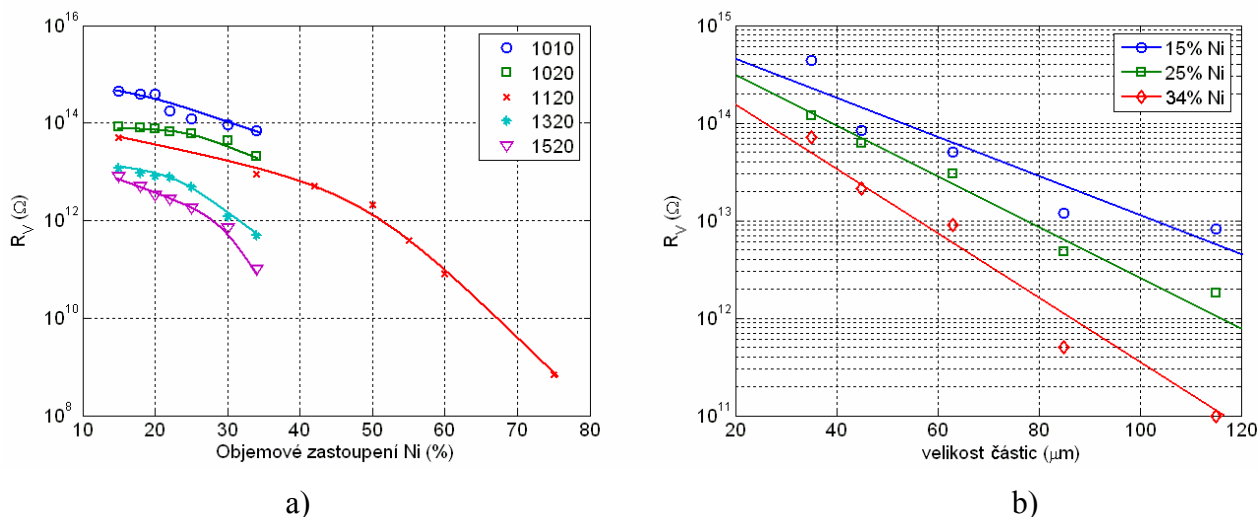 10^16
10^14
10^12
10^10
10^8
R_V (Ω)
10 20 30 40 50 60 70 80
Objemové zastoupení Ni (%)
1010
1020
1120
1320
1520
a)
10^15
10^14
10^13
10^12
10^11
R_V (Ω)
20 40 60 80 100 120
velikost částic (μm)
15% Ni
25% Ni
34% Ni
b)